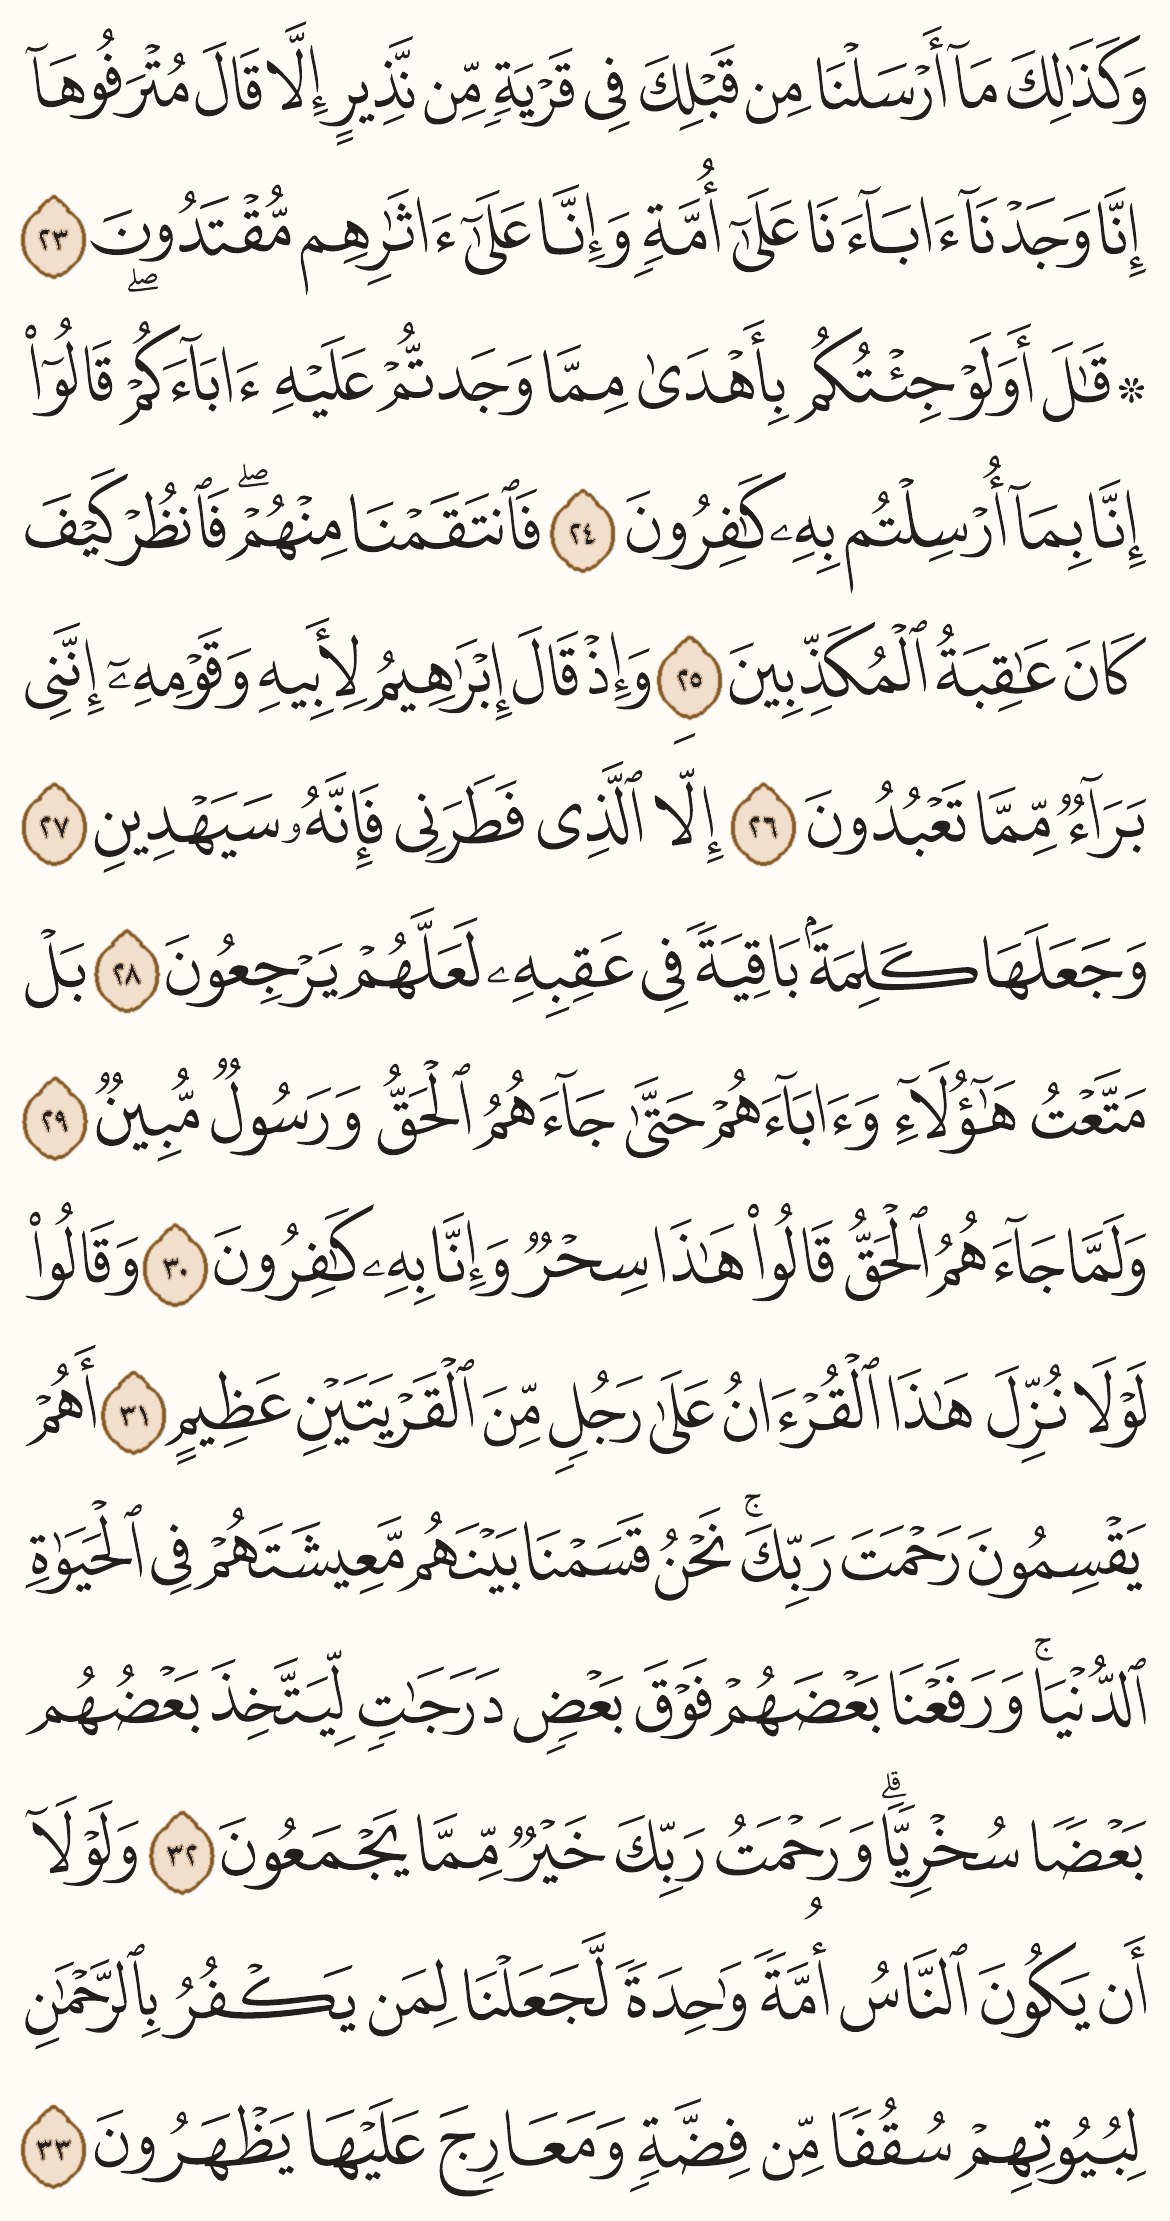 وَكَذَٰلِكَ مَآ أَرۡسَلۡنَا مِن قَبۡلِكَ فِي قَرۡيَةٖ مِّن نَّذِيرٍ إِلَّا قَالَ مُتۡرَفُوهَآ
إِنَّا وَجَدۡنَآ ءَابَآءَنَا عَلَىٰٓ أُمَّةٖ وَإِنَّا عَلَىٰٓ ءَاثَٰرِهِم مُّقۡتَدُونَ ٢٣
۞ قَٰلَ أَوَلَوۡ جِئۡتُكُم بِأَهۡدَىٰ مِمَّا وَجَدتُّمۡ عَلَيۡهِ ءَابَآءَكُمۡۖ قَالُوٓاْ
إِنَّا بِمَآ أُرۡسِلۡتُم بِهِۦ كَٰفِرُونَ ٢٤ فَٱنتَقَمۡنَا مِنۡهُمۡۖ فَٱنظُرۡ كَيۡفَ
كَانَ عَٰقِبَةُ ٱلۡمُكَذِّبِينَ ٢٥ وَإِذۡ قَالَ إِبۡرَٰهِيمُ لِأَبِيهِ وَقَوۡمِهِۦٓ إِنَّنِي
بَرَآءٞ مِّمَّا تَعۡبُدُونَ ٢٦ إِلَّا ٱلَّذِي فَطَرَنِي فَإِنَّهُۥ سَيَهۡدِينِ ٢٧
وَجَعَلَهَا كَلِمَةَۢ بَاقِيَةٗ فِي عَقِبِهِۦ لَعَلَّهُمۡ يَرۡجِعُونَ ٢٨ بَلۡ
مَتَّعۡتُ هَٰٓؤُلَآءِ وَءَابَآءَهُمۡ حَتَّىٰ جَآءَهُمُ ٱلۡحَقُّ وَرَسُولٞ مُّبِينٞ ٢٩
وَلَمَّا جَآءَهُمُ ٱلۡحَقُّ قَالُواْ هَٰذَا سِحۡرٞ وَإِنَّا بِهِۦ كَٰفِرُونَ ٣٠ وَقَالُواْ
لَوۡلَا نُزِّلَ هَٰذَا ٱلۡقُرۡءَانُ عَلَىٰ رَجُلٖ مِّنَ ٱلۡقَرۡيَتَيۡنِ عَظِيمٍ ٣١ أَهُمۡ
يَقۡسِمُونَ رَحۡمَتَ رَبِّكَۚ نَحۡنُ قَسَمۡنَا بَيۡنَهُم مَّعِيشَتَهُمۡ فِي ٱلۡحَيَوٰةِ
ٱلدُّنۡيَاۚ وَرَفَعۡنَا بَعۡضَهُمۡ فَوۡقَ بَعۡضٖ دَرَجَٰتٖ لِّيَتَّخِذَ بَعۡضُهُم
بَعۡضٗا سُخۡرِيّٗاۗ وَرَحۡمَتُ رَبِّكَ خَيۡرٞ مِّمَّا يَجۡمَعُونَ ٣٢ وَلَوۡلَآ
أَن يَكُونَ ٱلنَّاسُ أُمَّةٗ وَٰحِدَةٗ لَّجَعَلۡنَا لِمَن يَكۡفُرُ بِٱلرَّحۡمَٰنِ
لِبُيُوتِهِمۡ سُقُفٗا مِّن فِضَّةٖ وَمَعَارِجَ عَلَيۡهَا يَظۡهَرُونَ ٣٣